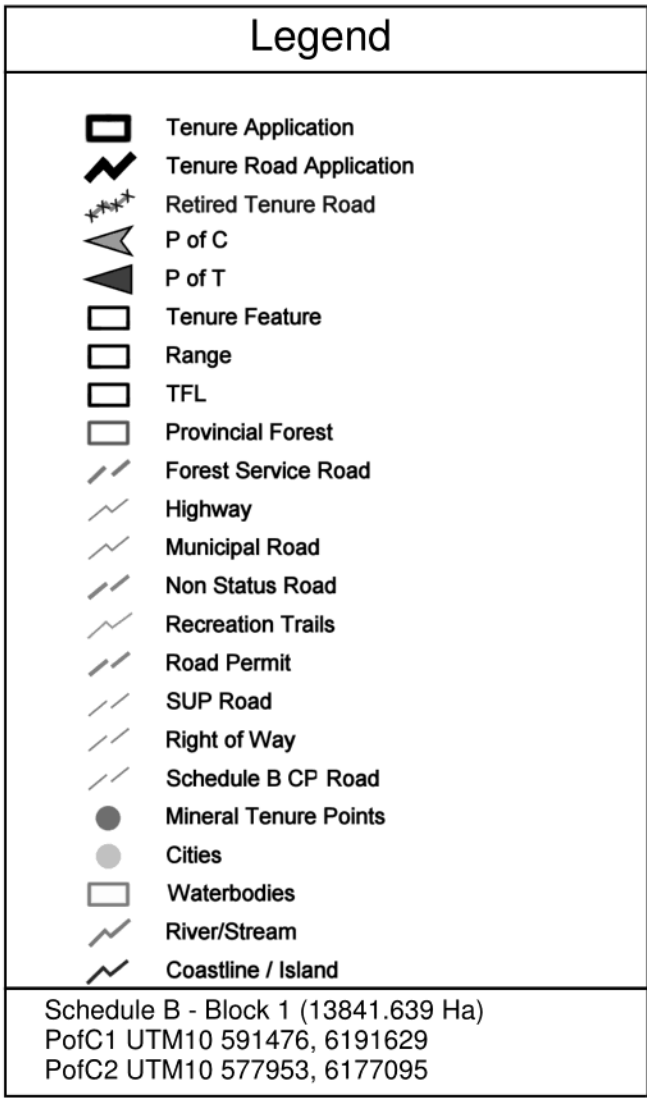 Legend
Tenure Application
Tenure Road Application
Retired Tenure Road
P of C
P of T
Tenure Feature
Range
TFL
Provincial Forest
Forest Service Road
Highway
Municipal Road
Non Status Road
Recreation Trails
Road Permit
SUP Road
Right of Way
Schedule B CP Road
Mineral Tenure Points
Cities
Waterbodies
River/Stream
Coastline / Island
Schedule B - Block 1 (13841.639 Ha)
PofC1 UTM10 591476, 6191629
PofC2 UTM10 577953, 6177095